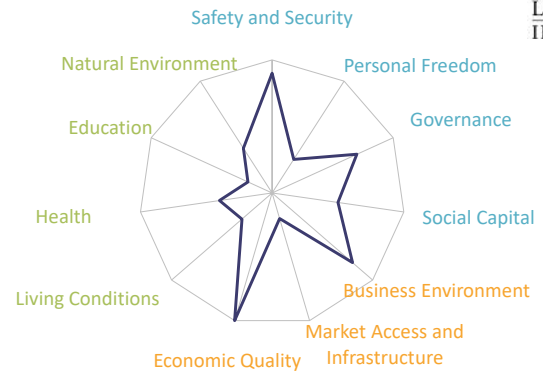 Safety and Security
Natural Environment
Personal Freedom
Education
Governance
Health
Social Capital
Living Conditions
Business Environment
Economic Quality
Market Access and
Infrastructure